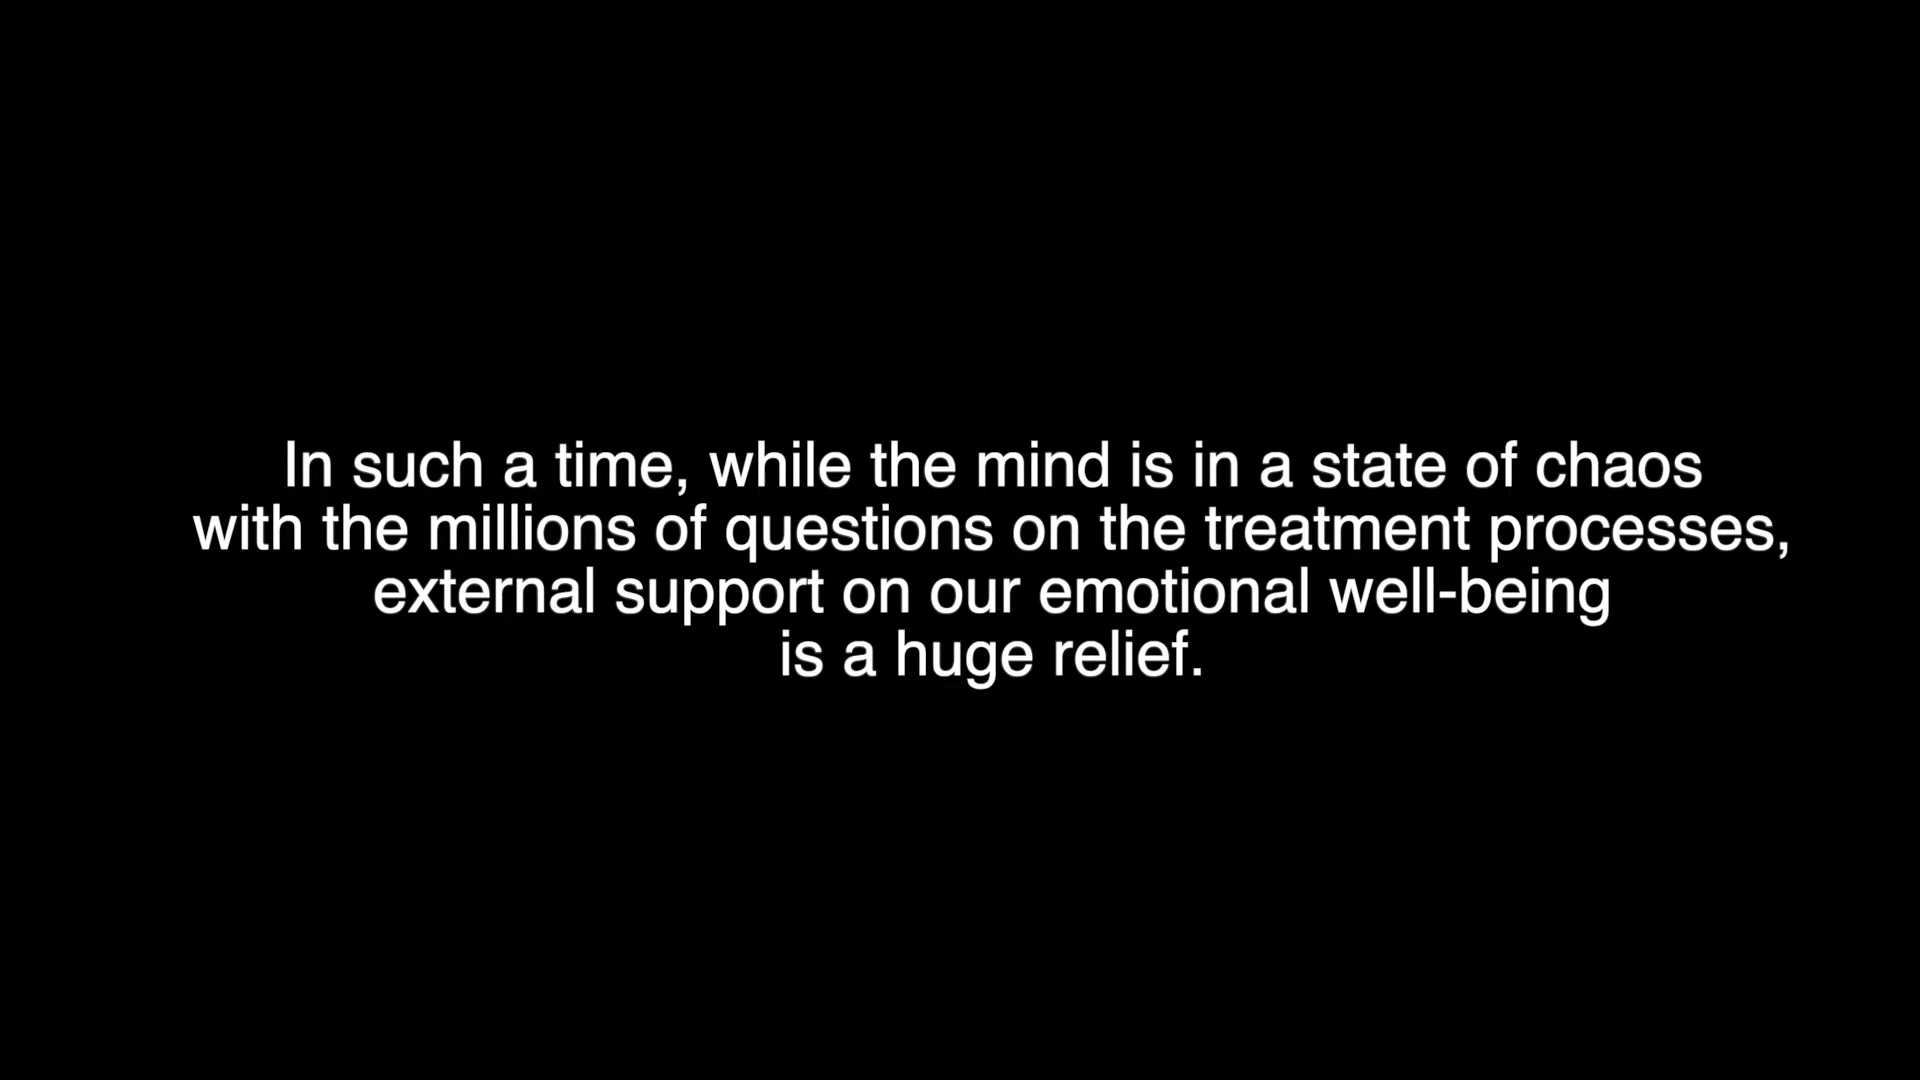 In such a time, while the mind is in a state of chaos
with the millions of questions on the treatment processes,
external support on our emotional well-being
is a huge relief.